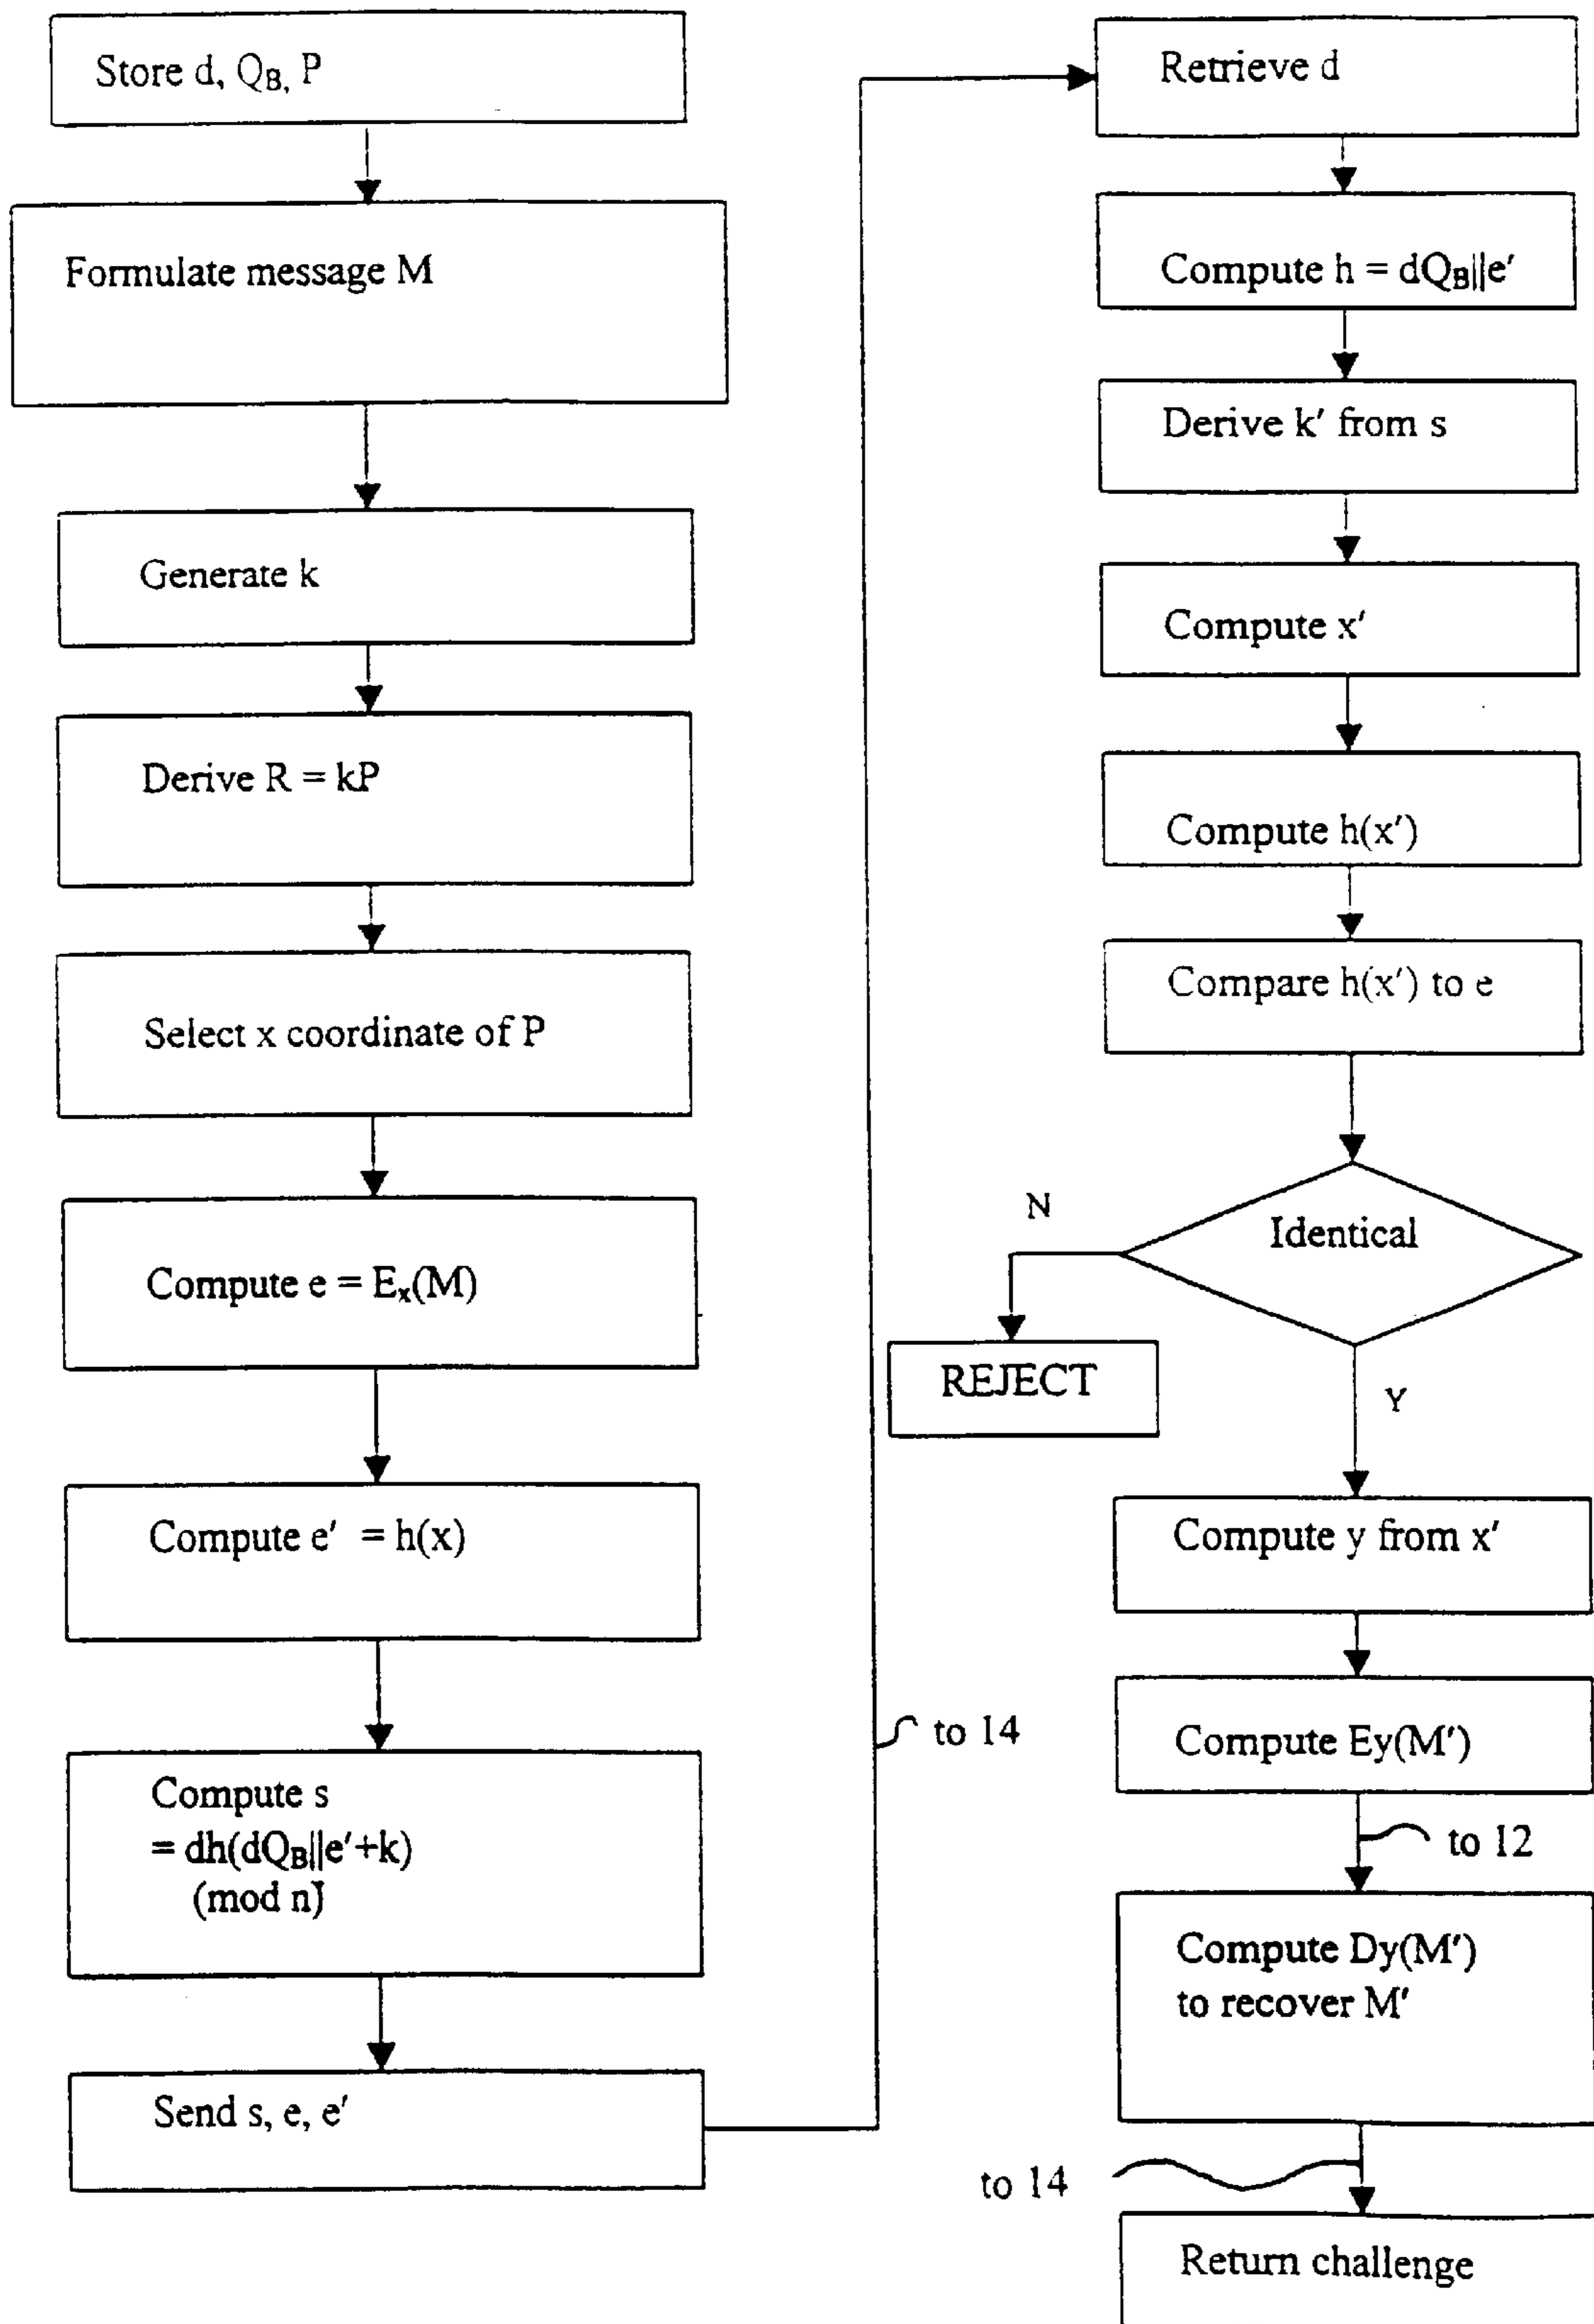 Store d, QB, P
Formulate message M
Generate k
Derive R = kP
Select x coordinate of P
Compute e = Ex(M)
Compute e′ = h(x)
Compute s
= dh(dQB||e′+k)
(mod n)
Send s, e, e′
to 14
Retrieve d
Compute h = dQB||e′
Derive k′ from s
Compute x′
Compute h(x′)
Compare h(x′) to e
Identical
N
REJECT
Y
Compute y from x′
Compute Ey(M′)
to 12
Compute Dy(M′)
to recover M′
to 14
Return challenge